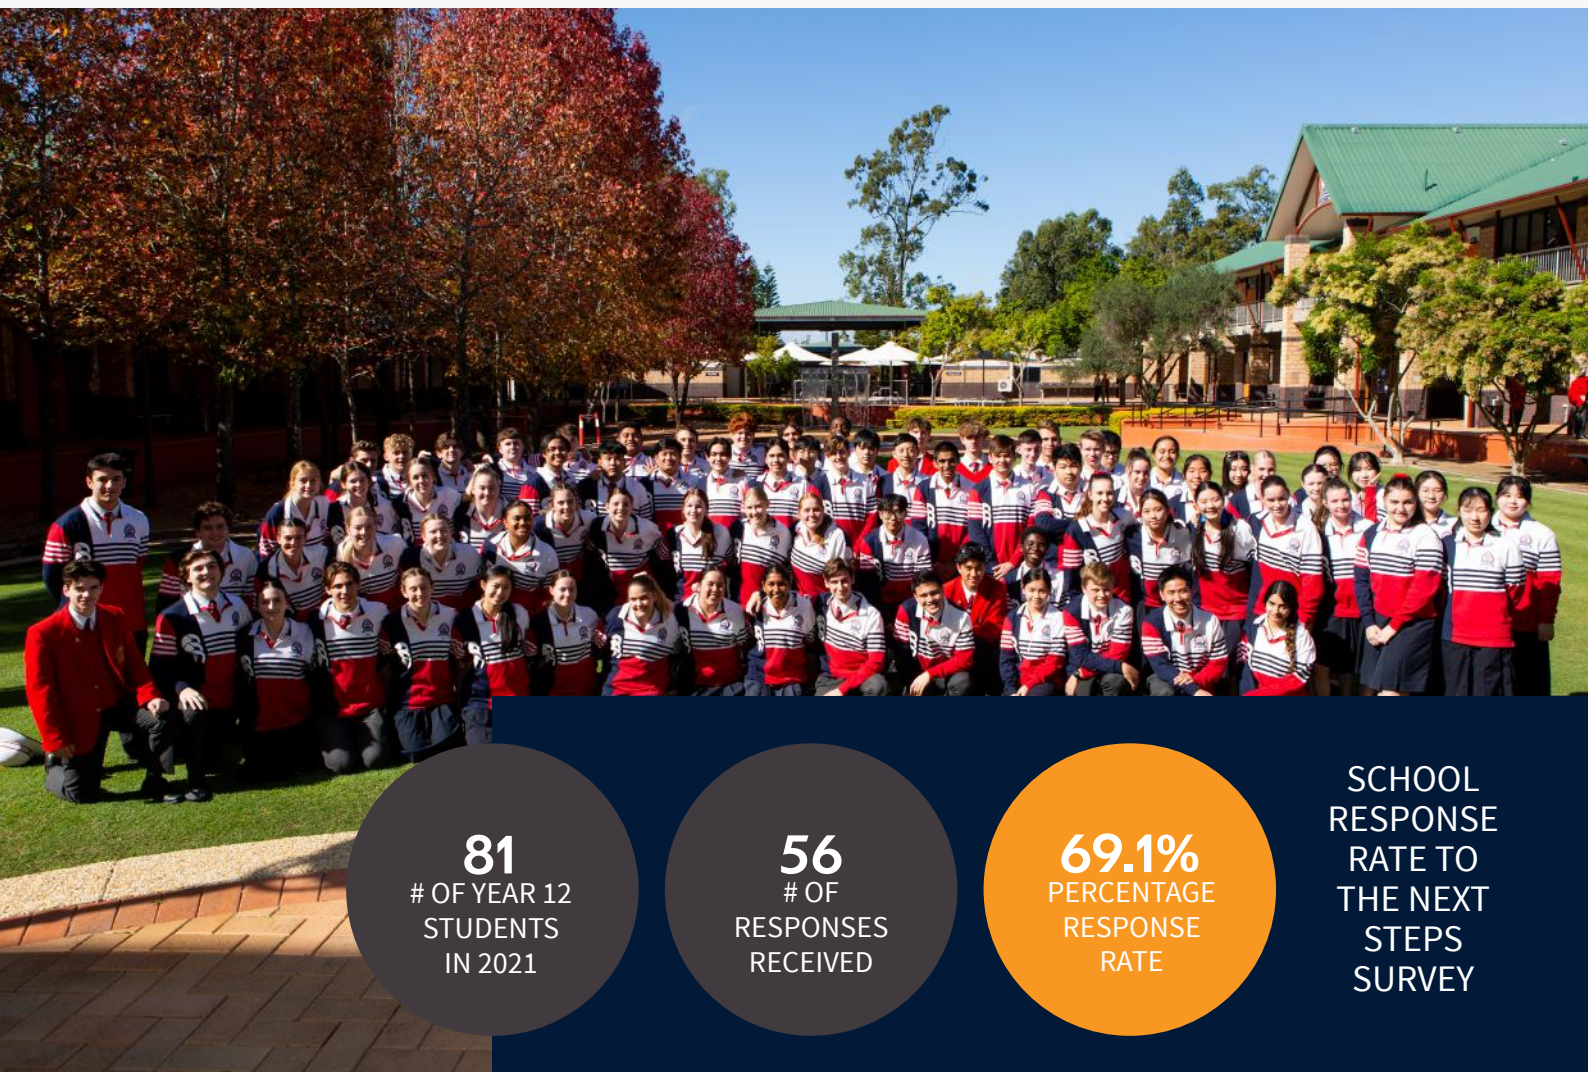 81
# OF YEAR 12
STUDENTS
IN 2021
56
# OF
RESPONSES
RECEIVED
69.1%
PERCENTAGE
RESPONSE
RATE
SCHOOL
RESPONSE
RATE TO
THE NEXT
STEPS
SURVEY